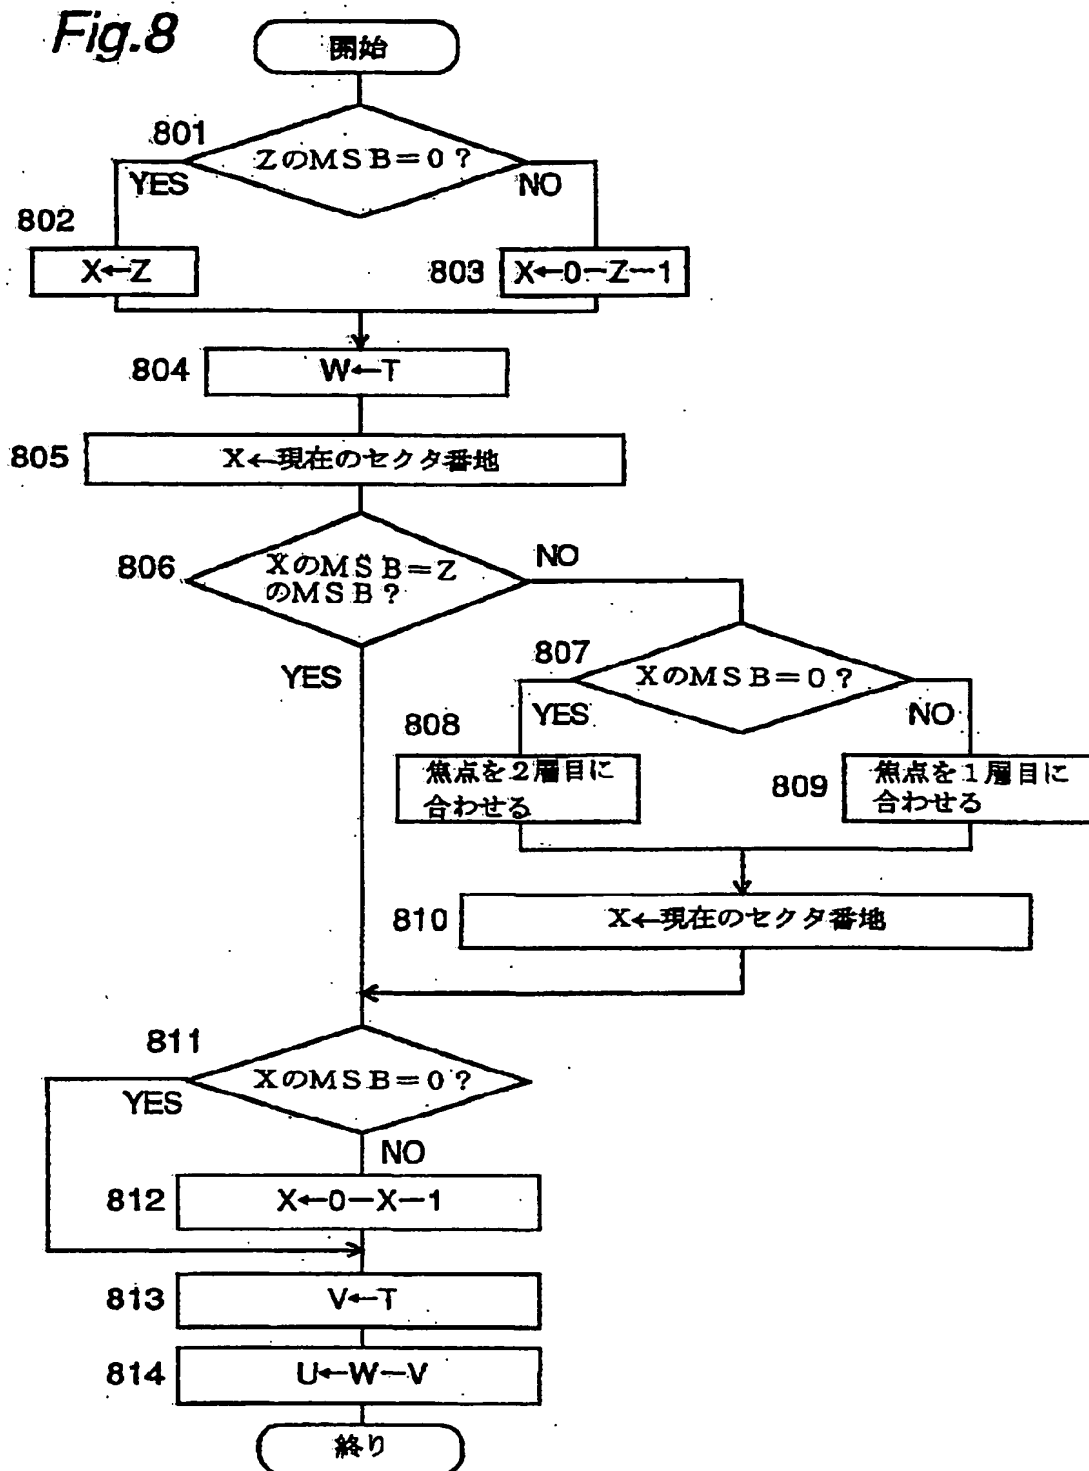 Fig.8
開始
801
ZのMSB=0?
YES
NO
802
X←Z
803
X←0-Z-1
804
W←T
805
X←現在のセクタ番地
806
XのMSB=Z
のMSB?
NO
YES
807
XのMSB=0?
YES
NO
808
焦点を2層目に
合わせる
809
焦点を1層目に
合わせる
810
X←現在のセクタ番地
811
XのMSB=0?
YES
NO
812
X←0-X-1
813
V←T
814
U←W-V
終り